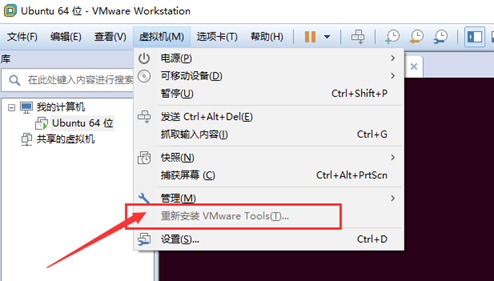 Ubuntu 64 位 - VMware Workstation
文件(F) 编辑(E) 查看(V) 虚拟机(M) 选项卡(T) 帮助(H)
库
在此处键入内容进行搜索
我的计算机
Ubuntu 64 位
共享的虚拟机
电源(P)
可移动设备(D)
暂停(U) Ctrl+Shift+P
发送 Ctrl+Alt+Del(E)
抓取输入内容(I) Ctrl+G
快照(N)
捕获屏幕 (C) Ctrl+Alt+PrtScn
管理(M)
重新安装 VMware Tools(T)...
设置(S)... Ctrl+D